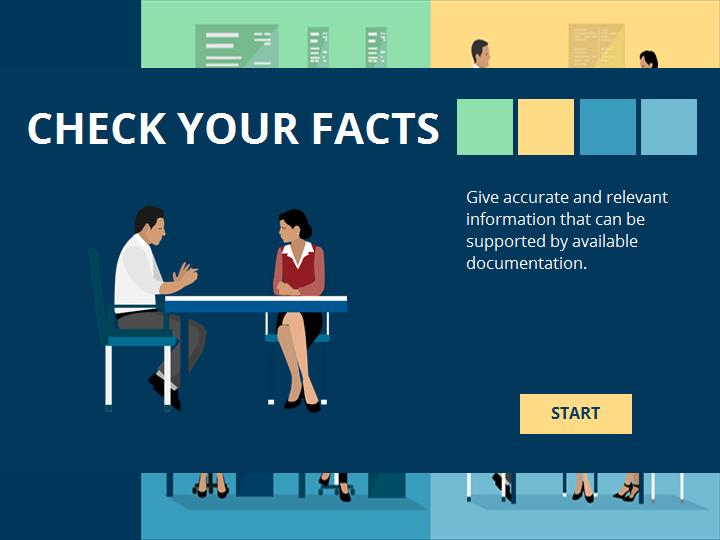 CHECK YOUR FACTS
Give accurate and relevant
information that can be
supported by available
documentation.
START